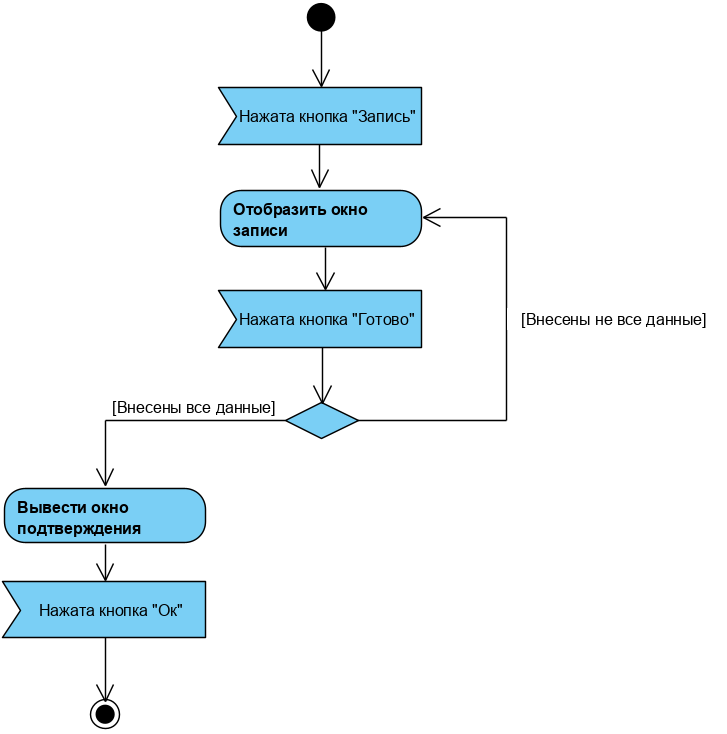 Нажата кнопка "Запись"
Отобразить окно
записи
Нажата кнопка "Готово"
[Внесены не все данные]
[Внесены все данные]
Вывести окно
подтверждения
Нажата кнопка "Ок"